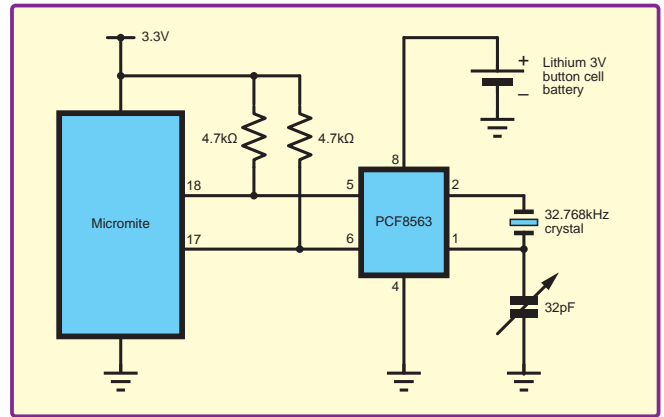 3.3V
+
Lithium 3V
button cell
battery
–
4.7kΩ
4.7kΩ
8
18
5
2
Micromite
PCF8563
32.768kHz
crystal
17
6
1
4
32pF